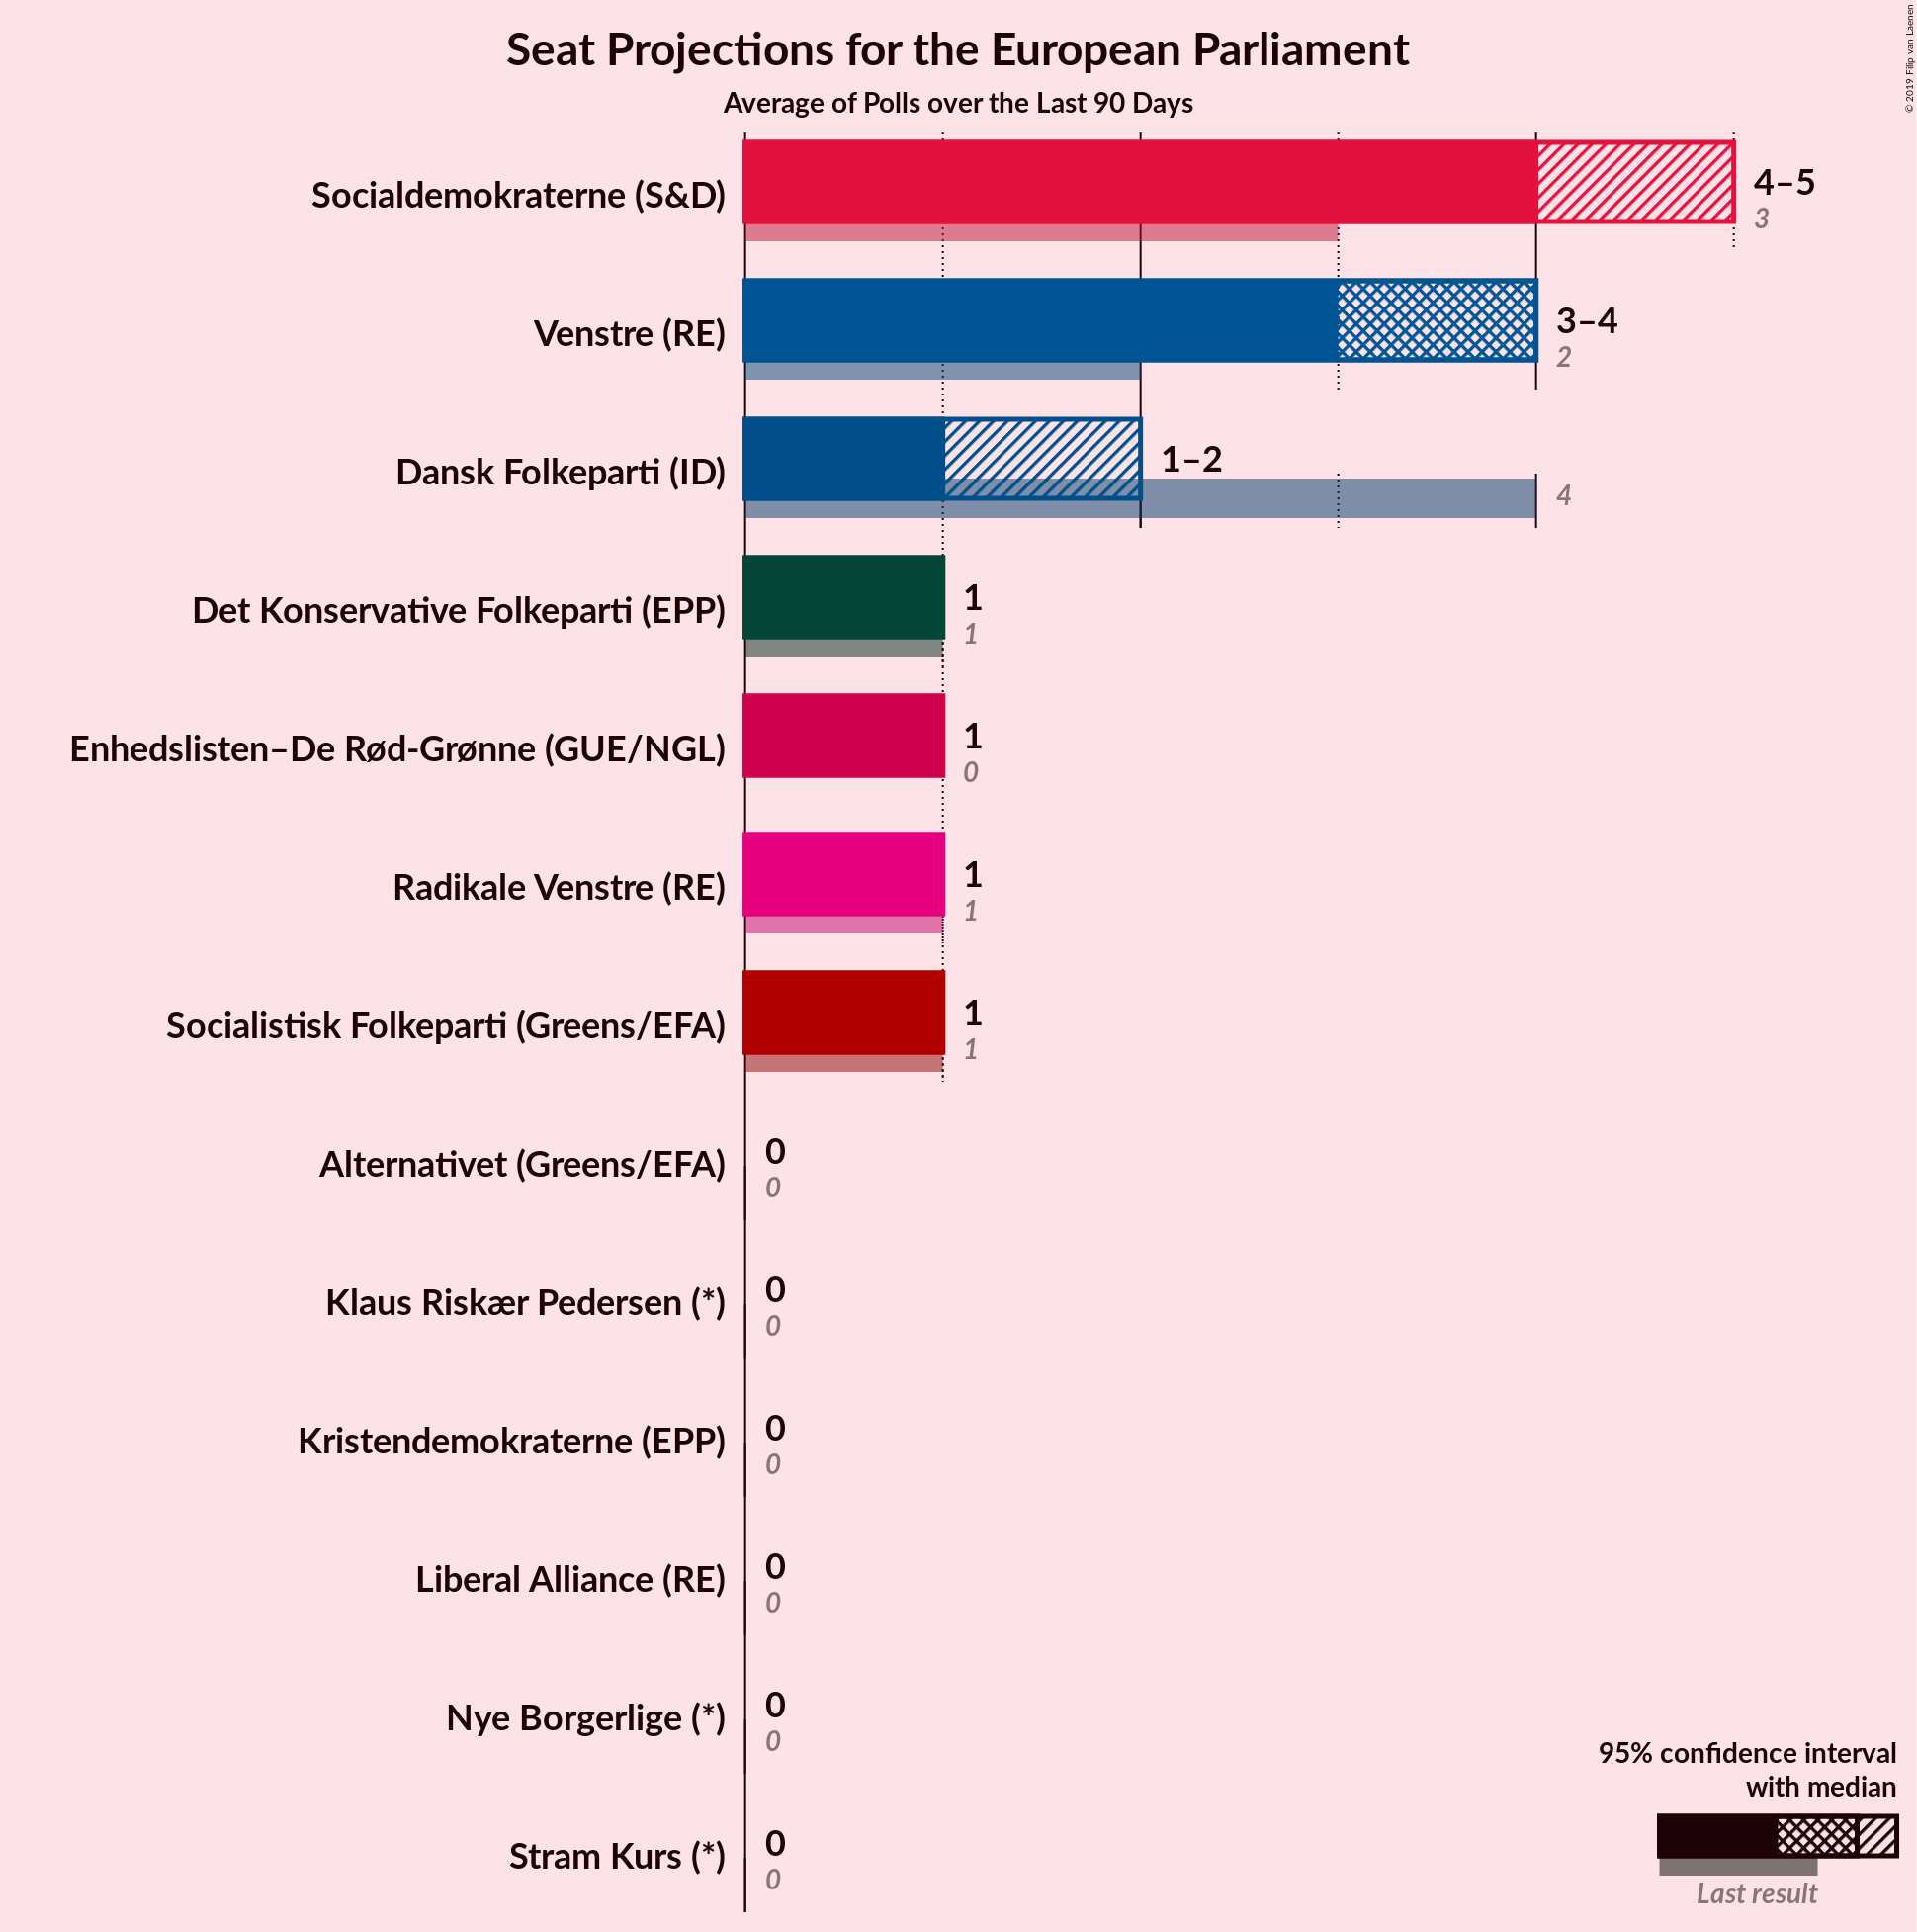 Seat Projections for the European Parliament
Average of Polls over the Last 90 Days
© 2019 Filip van Laenen
Socialdemokraterne (S&D)
4–5
3
Venstre (RE)
3–4
2
Dansk Folkeparti (ID)
1–2
4
Det Konservative Folkeparti (EPP)
1
1
Enhedslisten–De Rød-Grønne (GUE/NGL)
1
0
Radikale Venstre (RE)
1
1
Socialistisk Folkeparti (Greens/EFA)
1
1
Alternativet (Greens/EFA)
0
0
Klaus Riskær Pedersen (*)
0
0
Kristendemokraterne (EPP)
0
0
Liberal Alliance (RE)
0
0
Nye Borgerlige (*)
0
0
Stram Kurs (*)
0
0
95% confidence interval
with median
Last result